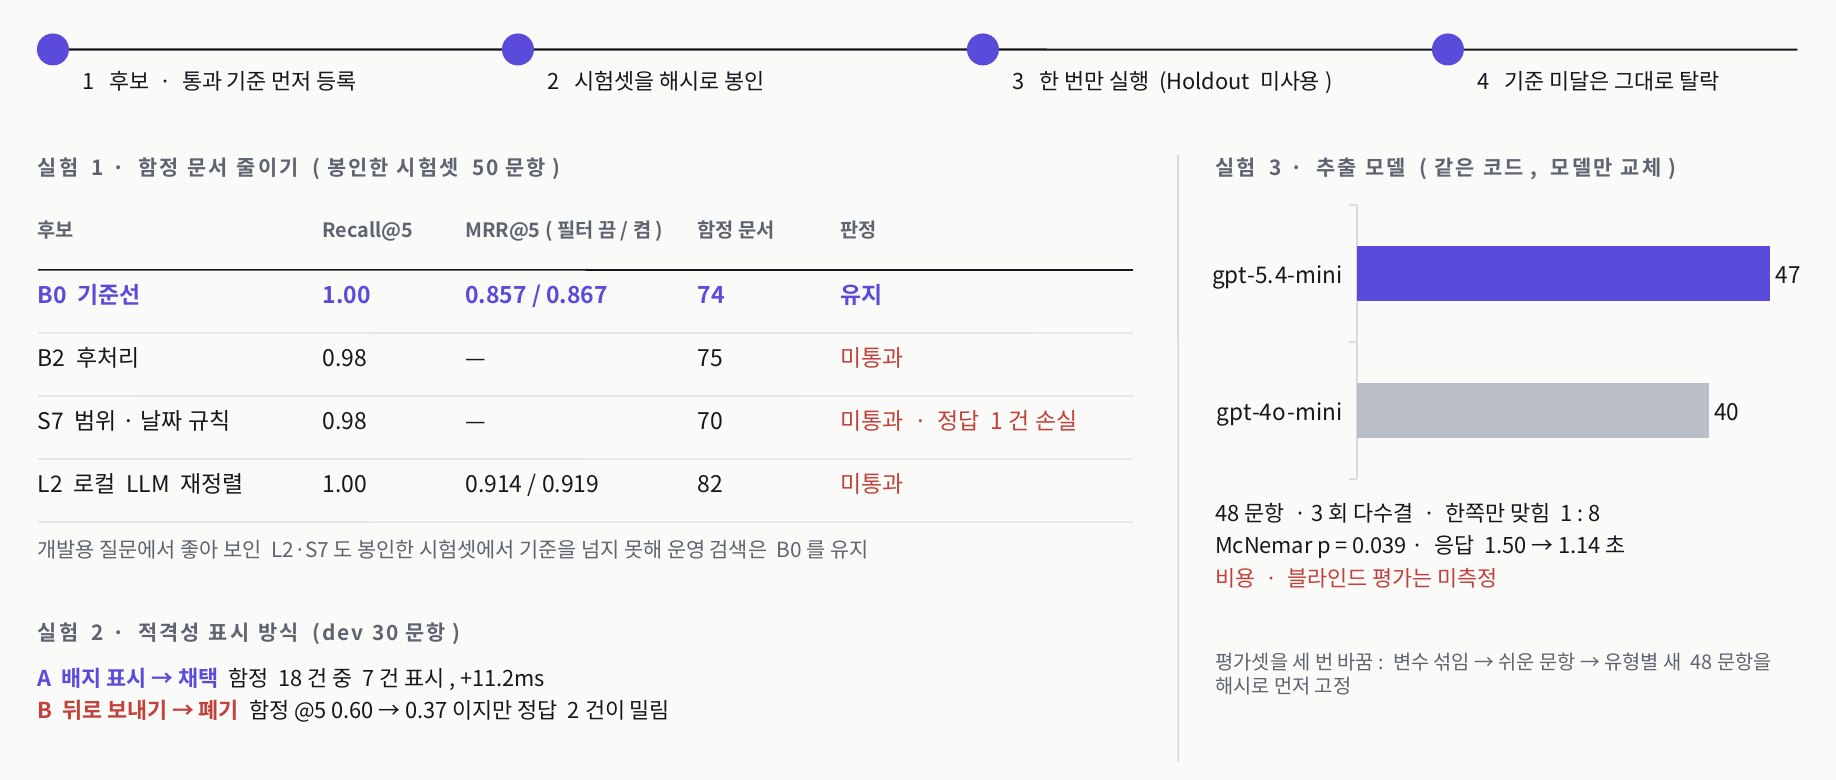 1 후보 · 통과 기준 먼저 등록
2 시험셋을 해시로 봉인
3 한 번만 실행 (Holdout 미사용)
4 기준 미달은 그대로 탈락
실험 1 · 함정 문서 줄이기 (봉인한 시험셋 50문항)
후보 Recall@5 MRR@5 (필터 끔 / 켬) 함정 문서 판정
B0 기준선 1.00 0.857 / 0.867 74 유지
B2 후처리 0.98 — 75 미통과
S7 범위·날짜 규칙 0.98 — 70 미통과 · 정답 1건 손실
L2 로컬 LLM 재정렬 1.00 0.914 / 0.919 82 미통과
개발용 질문에서 좋아 보인 L2·S7도 봉인한 시험셋에서 기준을 넘지 못해 운영 검색은 B0를 유지
실험 2 · 적격성 표시 방식 (dev 30문항)
A 배지 표시 → 채택 함정 18건 중 7건 표시, +11.2ms
B 뒤로 보내기 → 폐기 함정@5 0.60 → 0.37이지만 정답 2건이 밀림
실험 3 · 추출 모델 (같은 코드, 모델만 교체)
gpt-5.4-mini 47
gpt-4o-mini 40
48문항 · 3회 다수결 · 한쪽만 맞힘 1 : 8
McNemar p = 0.039 · 응답 1.50 → 1.14초
비용 · 블라인드 평가는 미측정
평가셋을 세 번 바꿈: 변수 섞임 → 쉬운 문항 → 유형별 새 48문항을
해시로 먼저 고정